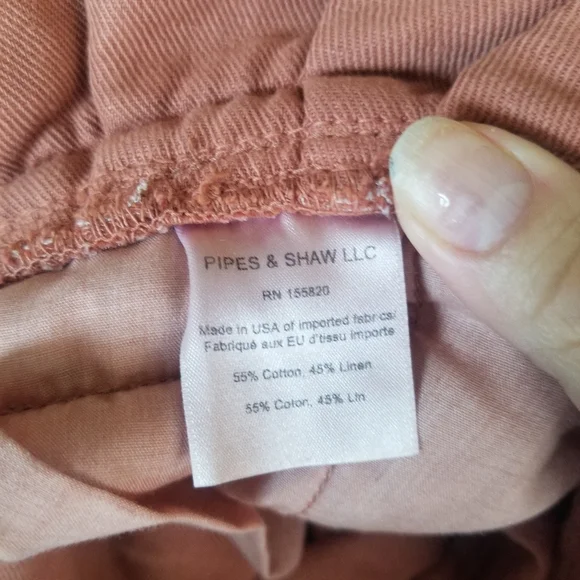 PIPES & SHAW LLC
RN 155820
Made in USA of imported fabrics/
Fabriqué aux EU d'tissu importe
55% Cotton, 45% Linen
55% Coton, 45% Lin